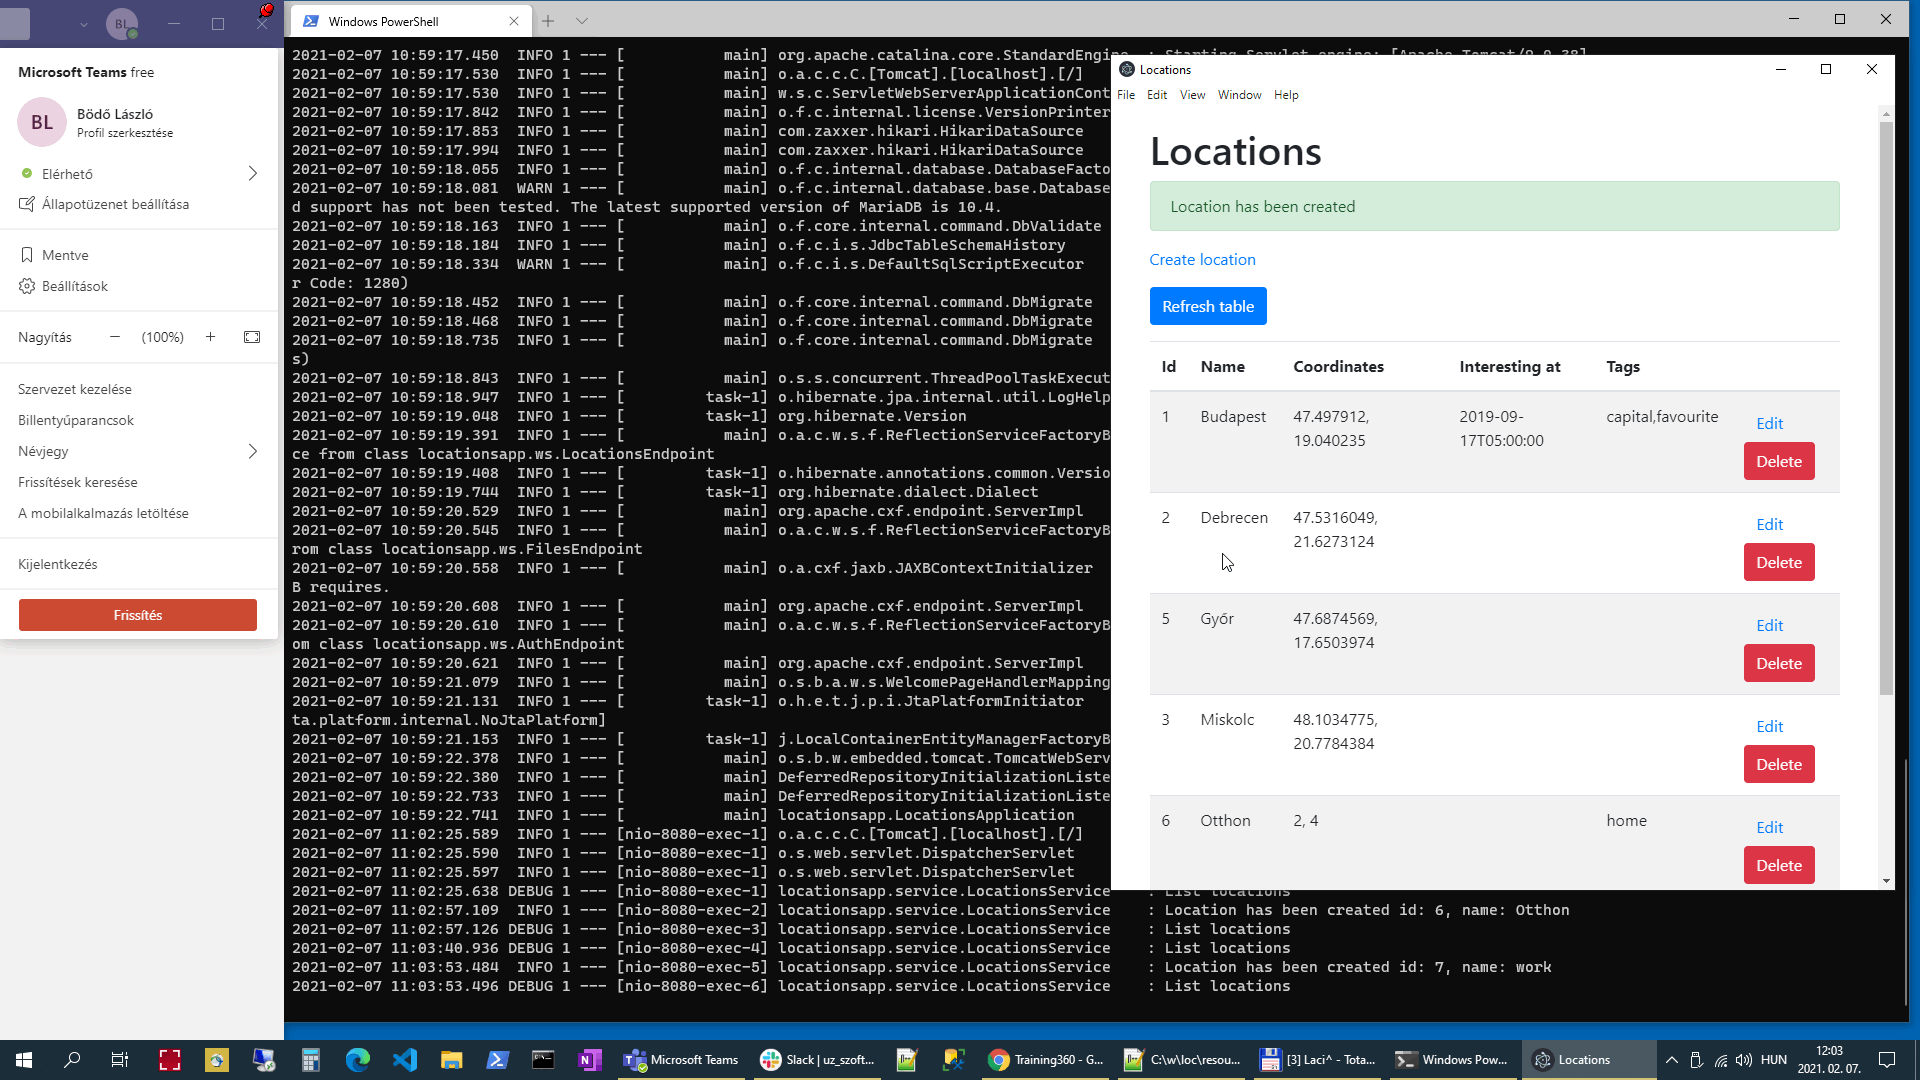 BL
Microsoft Teams free
BL
Bödő László
Profil szerkesztése
Elérhető
Állapotüzenet beállítása
Mentve
Beállítások
Nagyítás — (100%) +
Szervezet kezelése
Billentyűparancsok
Névjegy
Frissítések keresése
A mobilalkalmazás letöltése
Kijelentkezés
Frissítés
Windows PowerShell
2021-02-07 10:59:17.450 INFO 1 --- [ main] org.apache.catalina.core.StandardEngine : Starting Servlet engine: [Apache Tomcat/9.0.38]
2021-02-07 10:59:17.530 INFO 1 --- [ main] o.a.c.c.C.[Tomcat].[localhost].[/]
2021-02-07 10:59:17.530 INFO 1 --- [ main] w.s.c.ServletWebServerApplicationCont
2021-02-07 10:59:17.842 INFO 1 --- [ main] o.f.c.internal.license.VersionPrinter
2021-02-07 10:59:17.853 INFO 1 --- [ main] com.zaxxer.hikari.HikariDataSource
2021-02-07 10:59:17.994 INFO 1 --- [ main] com.zaxxer.hikari.HikariDataSource
2021-02-07 10:59:18.055 INFO 1 --- [ main] o.f.c.internal.database.DatabaseFacto
2021-02-07 10:59:18.081 WARN 1 --- [ main] o.f.c.internal.database.base.Database
d support has not been tested. The latest supported version of MariaDB is 10.4.
2021-02-07 10:59:18.163 INFO 1 --- [ main] o.f.core.internal.command.DbValidate
2021-02-07 10:59:18.184 INFO 1 --- [ main] o.f.c.i.s.JdbcTableSchemaHistory
2021-02-07 10:59:18.334 WARN 1 --- [ main] o.f.c.i.s.DefaultSqlScriptExecutor
r Code: 1280)
2021-02-07 10:59:18.452 INFO 1 --- [ main] o.f.core.internal.command.DbMigrate
2021-02-07 10:59:18.468 INFO 1 --- [ main] o.f.core.internal.command.DbMigrate
2021-02-07 10:59:18.735 INFO 1 --- [ main] o.f.core.internal.command.DbMigrate
s)
2021-02-07 10:59:18.843 INFO 1 --- [ main] o.s.s.concurrent.ThreadPoolTaskExecut
2021-02-07 10:59:18.947 INFO 1 --- [ task-1] o.hibernate.jpa.internal.util.LogHelp
2021-02-07 10:59:19.048 INFO 1 --- [ task-1] org.hibernate.Version
2021-02-07 10:59:19.391 INFO 1 --- [ main] o.a.c.w.s.f.ReflectionServiceFactoryB
ce from class locationsapp.ws.LocationsEndpoint
2021-02-07 10:59:19.408 INFO 1 --- [ task-1] o.hibernate.annotations.common.Versio
2021-02-07 10:59:19.744 INFO 1 --- [ task-1] org.hibernate.dialect.Dialect
2021-02-07 10:59:20.529 INFO 1 --- [ main] org.apache.cxf.endpoint.ServerImpl
2021-02-07 10:59:20.545 INFO 1 --- [ main] o.a.c.w.s.f.ReflectionServiceFactoryB
rom class locationsapp.ws.FilesEndpoint
2021-02-07 10:59:20.558 INFO 1 --- [ main] o.a.cxf.jaxb.JAXBContextInitializer
B requires.
2021-02-07 10:59:20.608 INFO 1 --- [ main] org.apache.cxf.endpoint.ServerImpl
2021-02-07 10:59:20.610 INFO 1 --- [ main] o.a.c.w.s.f.ReflectionServiceFactoryB
om class locationsapp.ws.AuthEndpoint
2021-02-07 10:59:20.621 INFO 1 --- [ main] org.apache.cxf.endpoint.ServerImpl
2021-02-07 10:59:21.079 INFO 1 --- [ main] o.s.b.a.w.s.WelcomePageHandlerMapping
2021-02-07 10:59:21.131 INFO 1 --- [ task-1] o.h.e.t.j.p.i.JtaPlatformInitiator
ta.platform.internal.NoJtaPlatform]
2021-02-07 10:59:21.153 INFO 1 --- [ task-1] j.LocalContainerEntityManagerFactoryB
2021-02-07 10:59:22.378 INFO 1 --- [ main] o.s.b.w.embedded.tomcat.TomcatWebServ
2021-02-07 10:59:22.380 INFO 1 --- [ main] DeferredRepositoryInitializationListe
2021-02-07 10:59:22.733 INFO 1 --- [ main] DeferredRepositoryInitializationListe
2021-02-07 10:59:22.741 INFO 1 --- [ main] locationsapp.LocationsApplication
2021-02-07 11:02:25.589 INFO 1 --- [nio-8080-exec-1] o.a.c.c.C.[Tomcat].[localhost].[/]
2021-02-07 11:02:25.590 INFO 1 --- [nio-8080-exec-1] o.s.web.servlet.DispatcherServlet
2021-02-07 11:02:25.597 INFO 1 --- [nio-8080-exec-1] o.s.web.servlet.DispatcherServlet
2021-02-07 11:02:25.638 DEBUG 1 --- [nio-8080-exec-1] locationsapp.service.LocationsService : List locations
2021-02-07 11:02:57.109 INFO 1 --- [nio-8080-exec-2] locationsapp.service.LocationsService : Location has been created id: 6, name: Otthon
2021-02-07 11:02:57.126 DEBUG 1 --- [nio-8080-exec-3] locationsapp.service.LocationsService : List locations
2021-02-07 11:03:40.936 DEBUG 1 --- [nio-8080-exec-4] locationsapp.service.LocationsService : List locations
2021-02-07 11:03:53.484 INFO 1 --- [nio-8080-exec-5] locationsapp.service.LocationsService : Location has been created id: 7, name: work
2021-02-07 11:03:53.496 DEBUG 1 --- [nio-8080-exec-6] locationsapp.service.LocationsService : List locations
Locations
File Edit View Window Help
Locations
Location has been created
Create location
Refresh table
Id Name Coordinates Interesting at Tags
1 Budapest 47.497912, 2019-09- capital,favourite Edit
19.040235 17T05:00:00
Delete
2 Debrecen 47.5316049, Edit
21.6273124
Delete
5 Győr 47.6874569, Edit
17.6503974
Delete
3 Miskolc 48.1034775, Edit
20.7784384
Delete
6 Otthon 2, 4 home Edit
Delete
Microsoft Teams
Slack | uz_szoft...
Training360 - G...
C:\w\loc\resou...
[3] Laci^ - Tota...
Windows Pow...
Locations
HUN
12:03
2021. 02. 07.